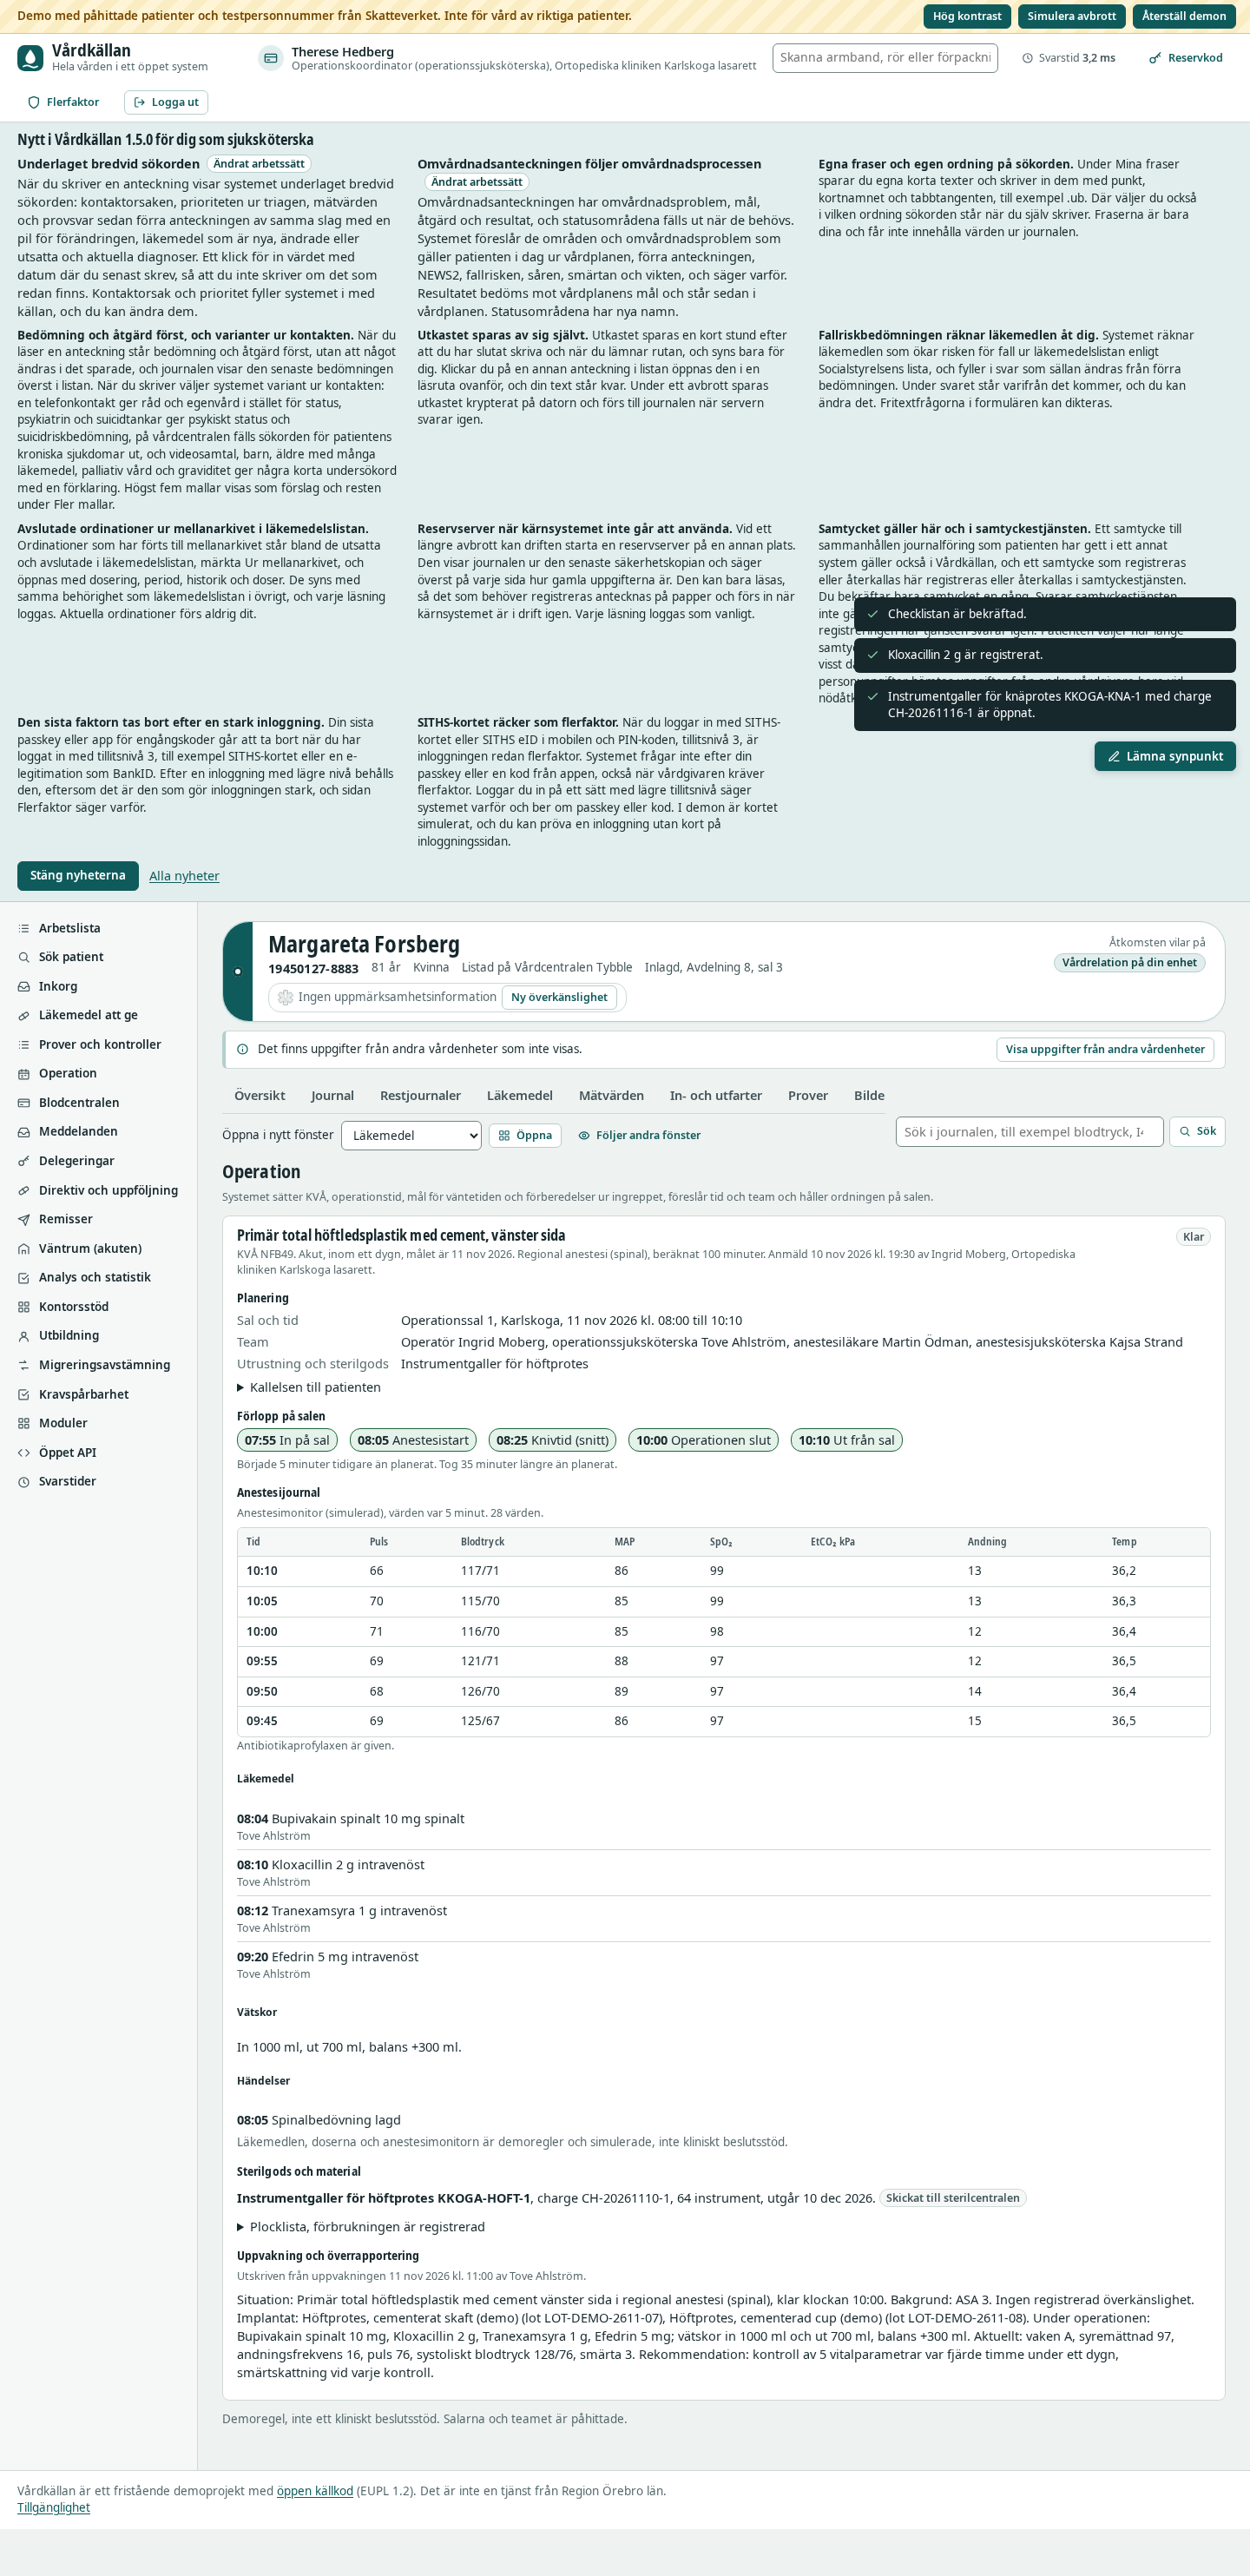 Demo med påhittade patienter och testpersonnummer från Skatteverket. Inte för vård av riktiga patienter.
Hög kontrast
Simulera avbrott
Återställ demon
Vårdkällan
Hela vården i ett öppet system
Therese Hedberg
Operationskoordinator (operationssjuksköterska), Ortopediska kliniken Karlskoga lasarett
Skanna armband, rör eller förpackni
Svarstid 3,2 ms
Reservkod
Flerfaktor
Logga ut
Nytt i Vårdkällan 1.5.0 för dig som sjuksköterska
Underlaget bredvid sökorden Ändrat arbetssätt
När du skriver en anteckning visar systemet underlaget bredvid
sökorden: kontaktorsaken, prioriteten ur triagen, mätvärden
och provsvar sedan förra anteckningen av samma slag med en
pil för förändringen, läkemedel som är nya, ändrade eller
utsatta och aktuella diagnoser. Ett klick för in värdet med
datum där du senast skrev, så att du inte skriver om det som
redan finns. Kontaktorsak och prioritet fyller systemet i med
källan, och du kan ändra dem.
Omvårdnadsanteckningen följer omvårdnadsprocessen
Ändrat arbetssätt
Omvårdnadsanteckningen har omvårdnadsproblem, mål,
åtgärd och resultat, och statusområdena fälls ut när de behövs.
Systemet föreslår de områden och omvårdnadsproblem som
gäller patienten i dag ur vårdplanen, förra anteckningen,
NEWS2, fallrisken, såren, smärtan och vikten, och säger varför.
Resultatet bedöms mot vårdplanens mål och står sedan i
vårdplanen. Statusområdena har nya namn.
Egna fraser och egen ordning på sökorden. Under Mina fraser
sparar du egna korta texter och skriver in dem med punkt,
kortnamnet och tabbtangenten, till exempel .ub. Där väljer du också
i vilken ordning sökorden står när du själv skriver. Fraserna är bara
dina och får inte innehålla värden ur journalen.
Bedömning och åtgärd först, och varianter ur kontakten. När du
läser en anteckning står bedömning och åtgärd först, utan att något
ändras i det sparade, och journalen visar den senaste bedömningen
överst i listan. När du skriver väljer systemet variant ur kontakten:
en telefonkontakt ger råd och egenvård i stället för status,
psykiatrin och suicidtankar ger psykiskt status och
suicidriskbedömning, på vårdcentralen fälls sökorden för patientens
kroniska sjukdomar ut, och videosamtal, barn, äldre med många
läkemedel, palliativ vård och graviditet ger några korta undersökord
med en förklaring. Högst fem mallar visas som förslag och resten
under Fler mallar.
Utkastet sparas av sig självt. Utkastet sparas en kort stund efter
att du har slutat skriva och när du lämnar rutan, och syns bara för
dig. Klickar du på en annan anteckning i listan öppnas den i en
läsruta ovanför, och din text står kvar. Under ett avbrott sparas
utkastet krypterat på datorn och förs till journalen när servern
svarar igen.
Fallriskbedömningen räknar läkemedlen åt dig. Systemet räknar
läkemedlen som ökar risken för fall ur läkemedelslistan enligt
Socialstyrelsens lista, och fyller i svar som sällan ändras från förra
bedömningen. Under svaret står varifrån det kommer, och du kan
ändra det. Fritextfrågorna i formulären kan dikteras.
Avslutade ordinationer ur mellanarkivet i läkemedelslistan.
Ordinationer som har förts till mellanarkivet står bland de utsatta
och avslutade i läkemedelslistan, märkta Ur mellanarkivet, och
öppnas med dosering, period, historik och doser. De syns med
samma behörighet som läkemedelslistan i övrigt, och varje läsning
loggas. Aktuella ordinationer förs aldrig dit.
Reservserver när kärnsystemet inte går att använda. Vid ett
längre avbrott kan driften starta en reservserver på en annan plats.
Den visar journalen ur den senaste säkerhetskopian och säger
överst på varje sida hur gamla uppgifterna är. Den kan bara läsas,
så det som behöver registreras antecknas på papper och förs in när
kärnsystemet är i drift igen. Varje läsning loggas som vanligt.
Samtycket gäller här och i samtyckestjänsten. Ett samtycke till
sammanhållen journalföring som patienten har gett i ett annat
system gäller också i Vårdkällan, och ett samtycke som registreras
eller återkallas här registreras eller återkallas i samtyckestjänsten.
Checklistan är bekräftad.
Kloxacillin 2 g är registrerat.
Instrumentgaller för knäprotes KKOGA-KNA-1 med charge
CH-20261116-1 är öppnat.
Lämna synpunkt
Den sista faktorn tas bort efter en stark inloggning. Din sista
passkey eller app för engångskoder går att ta bort när du har
loggat in med tillitsnivå 3, till exempel SITHS-kortet eller en e-
legitimation som BankID. Efter en inloggning med lägre nivå behålls
den, eftersom det är den som gör inloggningen stark, och sidan
Flerfaktor säger varför.
SITHS-kortet räcker som flerfaktor. När du loggar in med SITHS-
kortet eller SITHS eID i mobilen och PIN-koden, tillitsnivå 3, är
inloggningen redan flerfaktor. Systemet frågar inte efter din
passkey eller en kod från appen, också när vårdgivaren kräver
flerfaktor. Loggar du in på ett sätt med lägre tillitsnivå säger
systemet varför och ber om passkey eller kod. I demon är kortet
simulerat, och du kan pröva en inloggning utan kort på
inloggningssidan.
Stäng nyheterna
Alla nyheter
Arbetslista
Sök patient
Inkorg
Läkemedel att ge
Prover och kontroller
Operation
Blodcentralen
Meddelanden
Delegeringar
Direktiv och uppföljning
Remisser
Väntrum (akuten)
Analys och statistik
Kontorsstöd
Utbildning
Migreringsavstämning
Kravspårbarhet
Moduler
Öppet API
Svarstider
Margareta Forsberg
19450127-8883 81 år Kvinna Listad på Vårdcentralen Tybble Inlagd, Avdelning 8, sal 3
Ingen uppmärksamhetsinformation
Ny överkänslighet
Åtkomsten vilar på
Vårdrelation på din enhet
Det finns uppgifter från andra vårdenheter som inte visas.
Visa uppgifter från andra vårdenheter
Översikt Journal Restjournaler Läkemedel Mätvärden In- och utfarter Prover Bilde
Öppna i nytt fönster
Läkemedel
Öppna
Följer andra fönster
Sök i journalen, till exempel blodtryck, I4
Sök
Operation
Systemet sätter KVÅ, operationstid, mål för väntetiden och förberedelser ur ingreppet, föreslår tid och team och håller ordningen på salen.
Primär total höftledsplastik med cement, vänster sida
Klar
KVÅ NFB49. Akut, inom ett dygn, målet är 11 nov 2026. Regional anestesi (spinal), beräknat 100 minuter. Anmäld 10 nov 2026 kl. 19:30 av Ingrid Moberg, Ortopediska
kliniken Karlskoga lasarett.
Planering
Sal och tid Operationssal 1, Karlskoga, 11 nov 2026 kl. 08:00 till 10:10
Team Operatör Ingrid Moberg, operationssjuksköterska Tove Ahlström, anestesiläkare Martin Ödman, anestesisjuksköterska Kajsa Strand
Utrustning och sterilgods Instrumentgaller för höftprotes
Kallelsen till patienten
Förlopp på salen
07:55 In på sal 08:05 Anestesistart 08:25 Knivtid (snitt) 10:00 Operationen slut 10:10 Ut från sal
Började 5 minuter tidigare än planerat. Tog 35 minuter längre än planerat.
Anestesijournal
Anestesimonitor (simulerad), värden var 5 minut. 28 värden.
Tid Puls Blodtryck MAP SpO₂ EtCO₂ kPa Andning Temp
10:10 66 117/71 86 99 13 36,2
10:05 70 115/70 85 99 13 36,3
10:00 71 116/70 85 98 12 36,4
09:55 69 121/71 88 97 12 36,5
09:50 68 126/70 89 97 14 36,4
09:45 69 125/67 86 97 15 36,5
Antibiotikaprofylaxen är given.
Läkemedel
08:04 Bupivakain spinalt 10 mg spinalt
Tove Ahlström
08:10 Kloxacillin 2 g intravenöst
Tove Ahlström
08:12 Tranexamsyra 1 g intravenöst
Tove Ahlström
09:20 Efedrin 5 mg intravenöst
Tove Ahlström
Vätskor
In 1000 ml, ut 700 ml, balans +300 ml.
Händelser
08:05 Spinalbedövning lagd
Läkemedlen, doserna och anestesimonitorn är demoregler och simulerade, inte kliniskt beslutsstöd.
Sterilgods och material
Instrumentgaller för höftprotes KKOGA-HOFT-1, charge CH-20261110-1, 64 instrument, utgår 10 dec 2026. Skickat till sterilcentralen
Plocklista, förbrukningen är registrerad
Uppvakning och överrapportering
Utskriven från uppvakningen 11 nov 2026 kl. 11:00 av Tove Ahlström.
Situation: Primär total höftledsplastik med cement vänster sida i regional anestesi (spinal), klar klockan 10:00. Bakgrund: ASA 3. Ingen registrerad överkänslighet.
Implantat: Höftprotes, cementerat skaft (demo) (lot LOT-DEMO-2611-07), Höftprotes, cementerad cup (demo) (lot LOT-DEMO-2611-08). Under operationen:
Bupivakain spinalt 10 mg, Kloxacillin 2 g, Tranexamsyra 1 g, Efedrin 5 mg; vätskor in 1000 ml och ut 700 ml, balans +300 ml. Aktuellt: vaken A, syremättnad 97,
andningsfrekvens 16, puls 76, systoliskt blodtryck 128/76, smärta 3. Rekommendation: kontroll av 5 vitalparametrar var fjärde timme under ett dygn,
smärtskattning vid varje kontroll.
Demoregel, inte ett kliniskt beslutsstöd. Salarna och teamet är påhittade.
Vårdkällan är ett fristående demoprojekt med öppen källkod (EUPL 1.2). Det är inte en tjänst från Region Örebro län.
Tillgänglighet